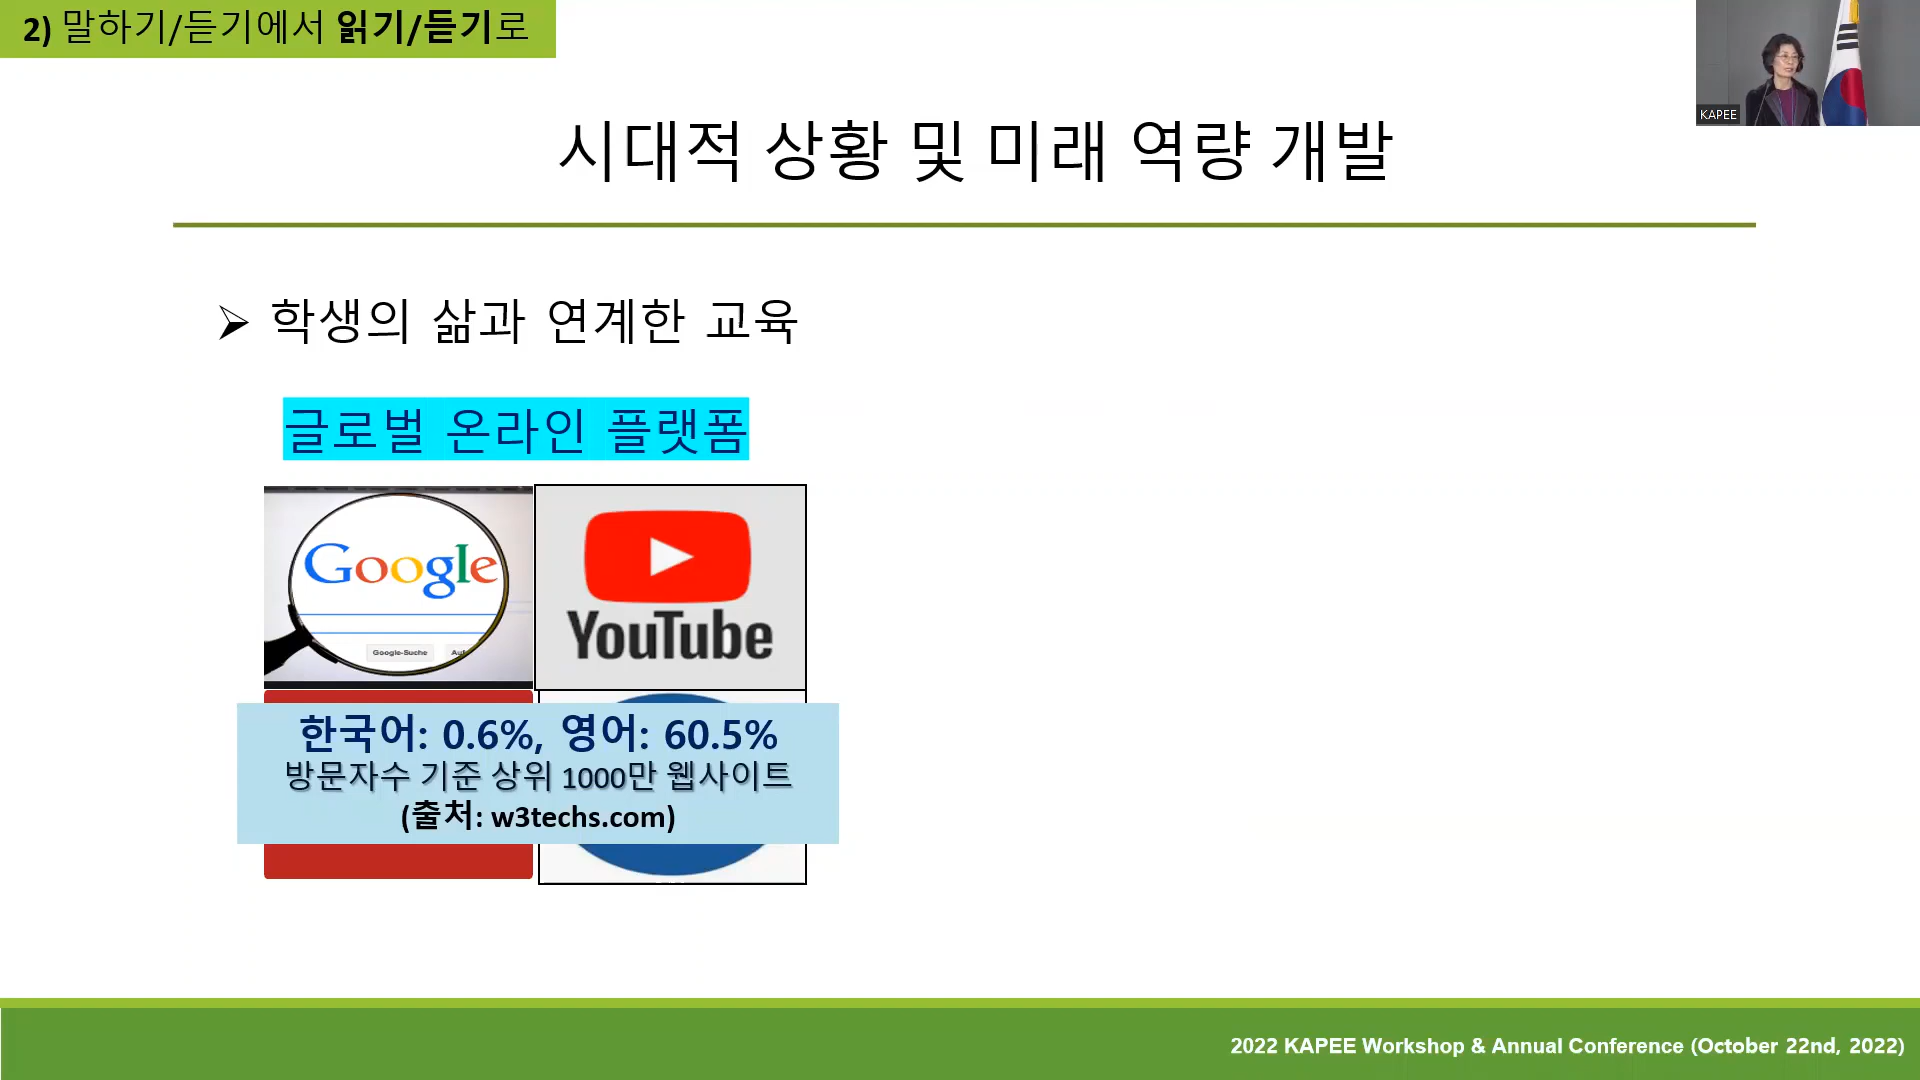 2) 말하기/듣기에서 읽기/듣기로
KAPEE
시대적 상황 및 미래 역량 개발
➢ 학생의 삶과 연계한 교육
글로벌 온라인 플랫폼
Google
Google-Suche
YouTube
한국어: 0.6%, 영어: 60.5%
방문자수 기준 상위 1000만 웹사이트
(출처: w3techs.com)
2022 KAPEE Workshop & Annual Conference (October 22nd, 2022)